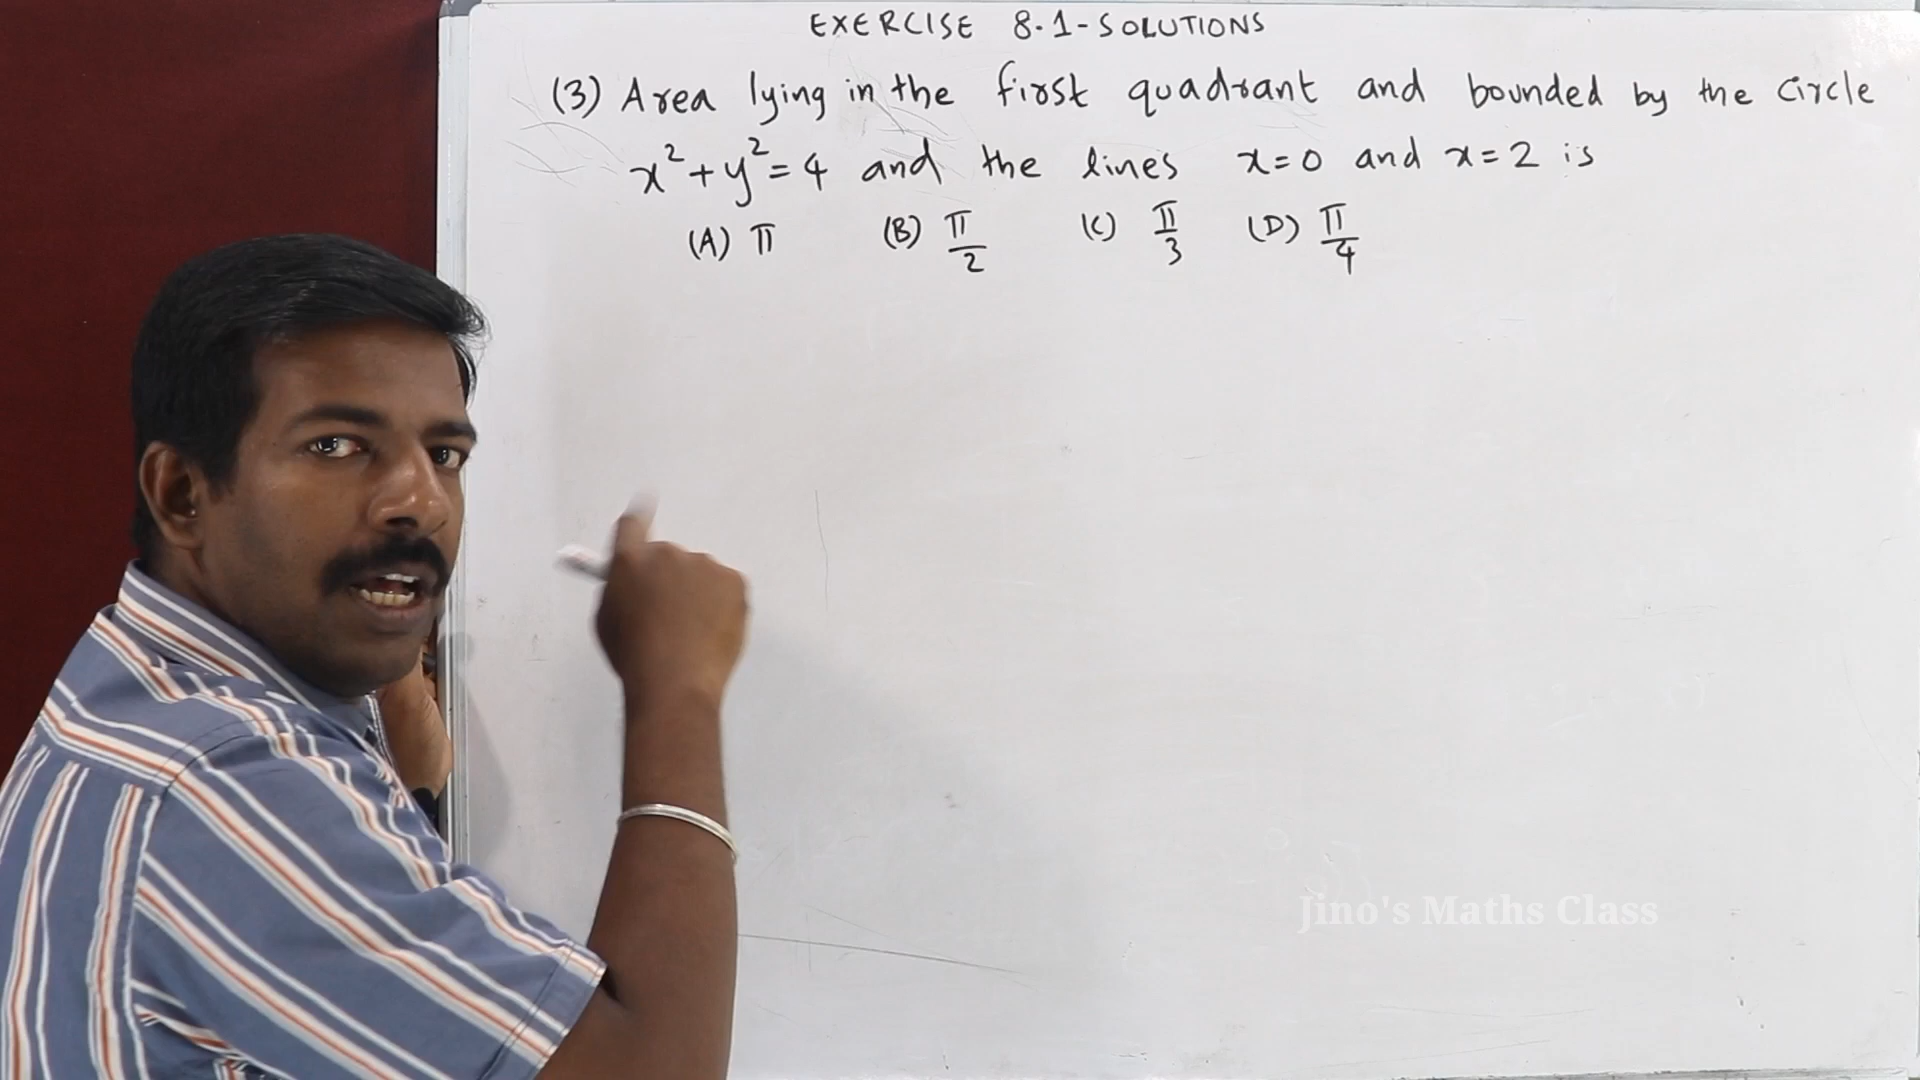 EXERCISE 8.1-SOLUTIONS
(3) Area lying in the first quadrant and bounded by the circle
x²+y²=4 and the lines x=0 and x=2 is
(A) π (B) π/2 (C) π/3 (D) π/4
Jino's Maths Class